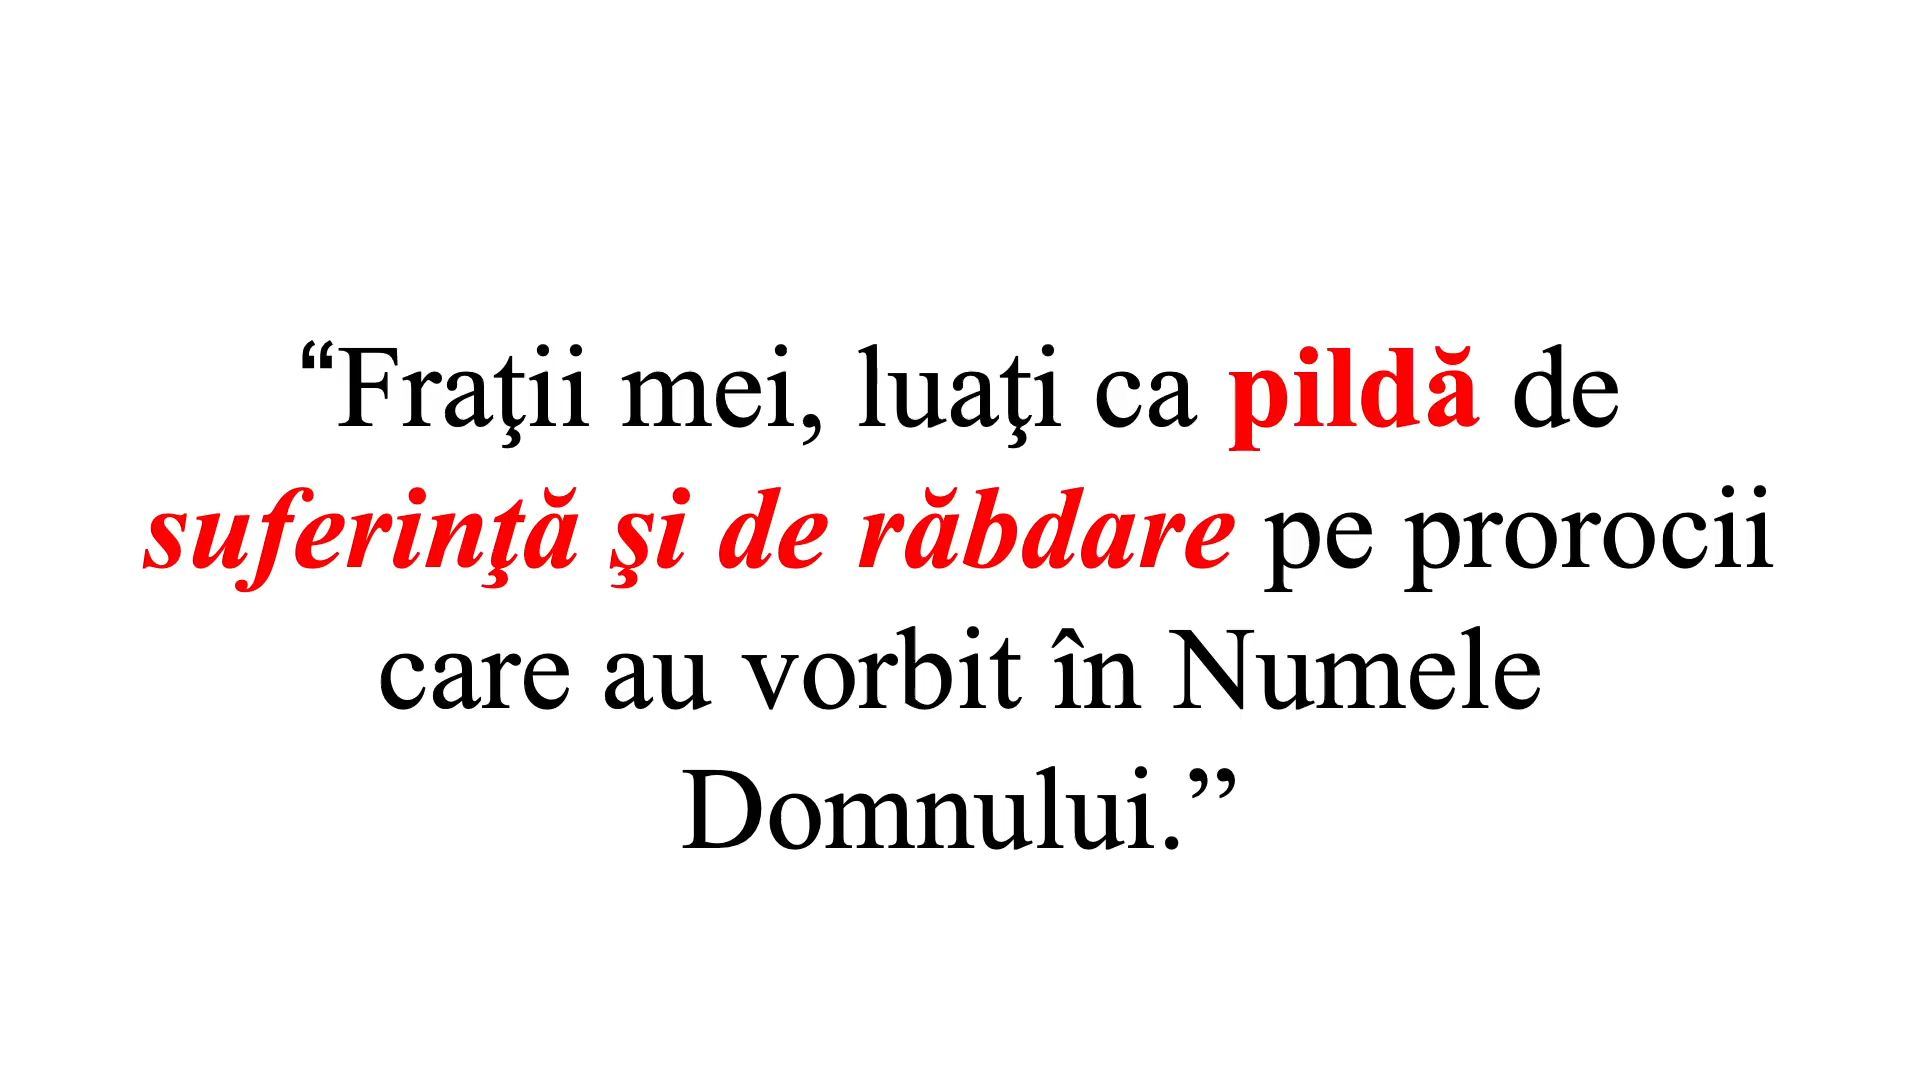 “Fraţii mei, luaţi ca pildă de
suferinţă şi de răbdare pe prorocii
care au vorbit în Numele
Domnului.”